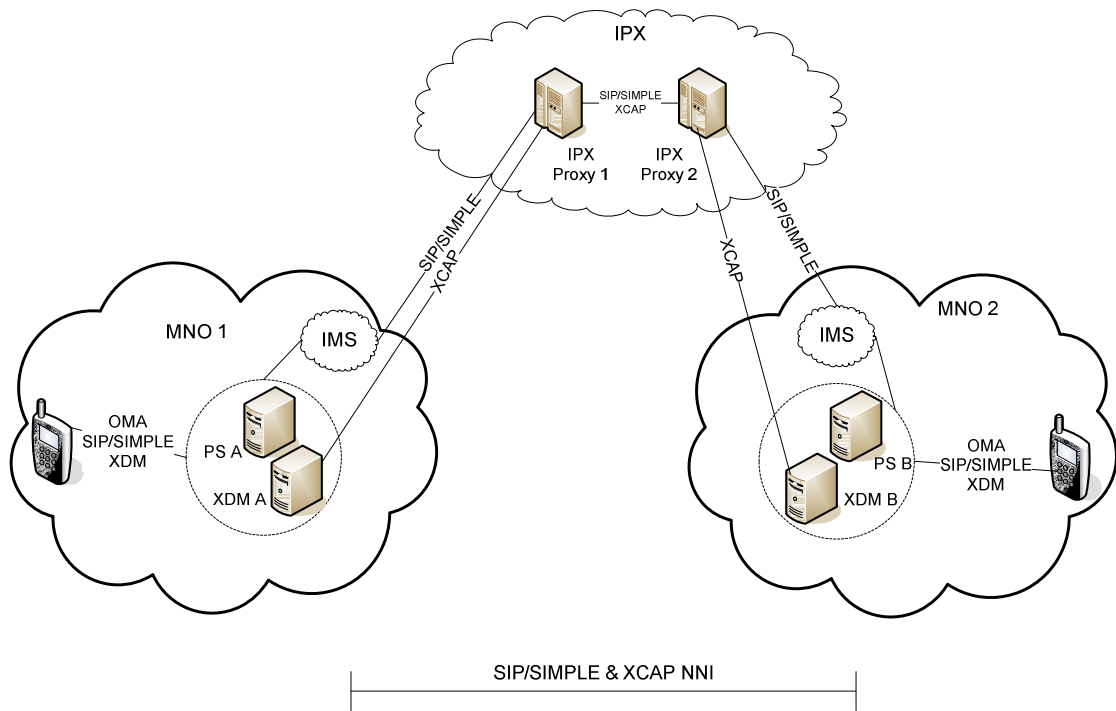 IPX
SIP/SIMPLE
XCAP
IPX
Proxy 1
IPX
Proxy 2
SIP/SIMPLE
XCAP
XCAP
SIP/SIMPLE
MNO 1
IMS
OMA
SIP/SIMPLE
XDM
PS A
XDM A
MNO 2
IMS
PS B
XDM B
OMA
SIP/SIMPLE
XDM
SIP/SIMPLE & XCAP NNI